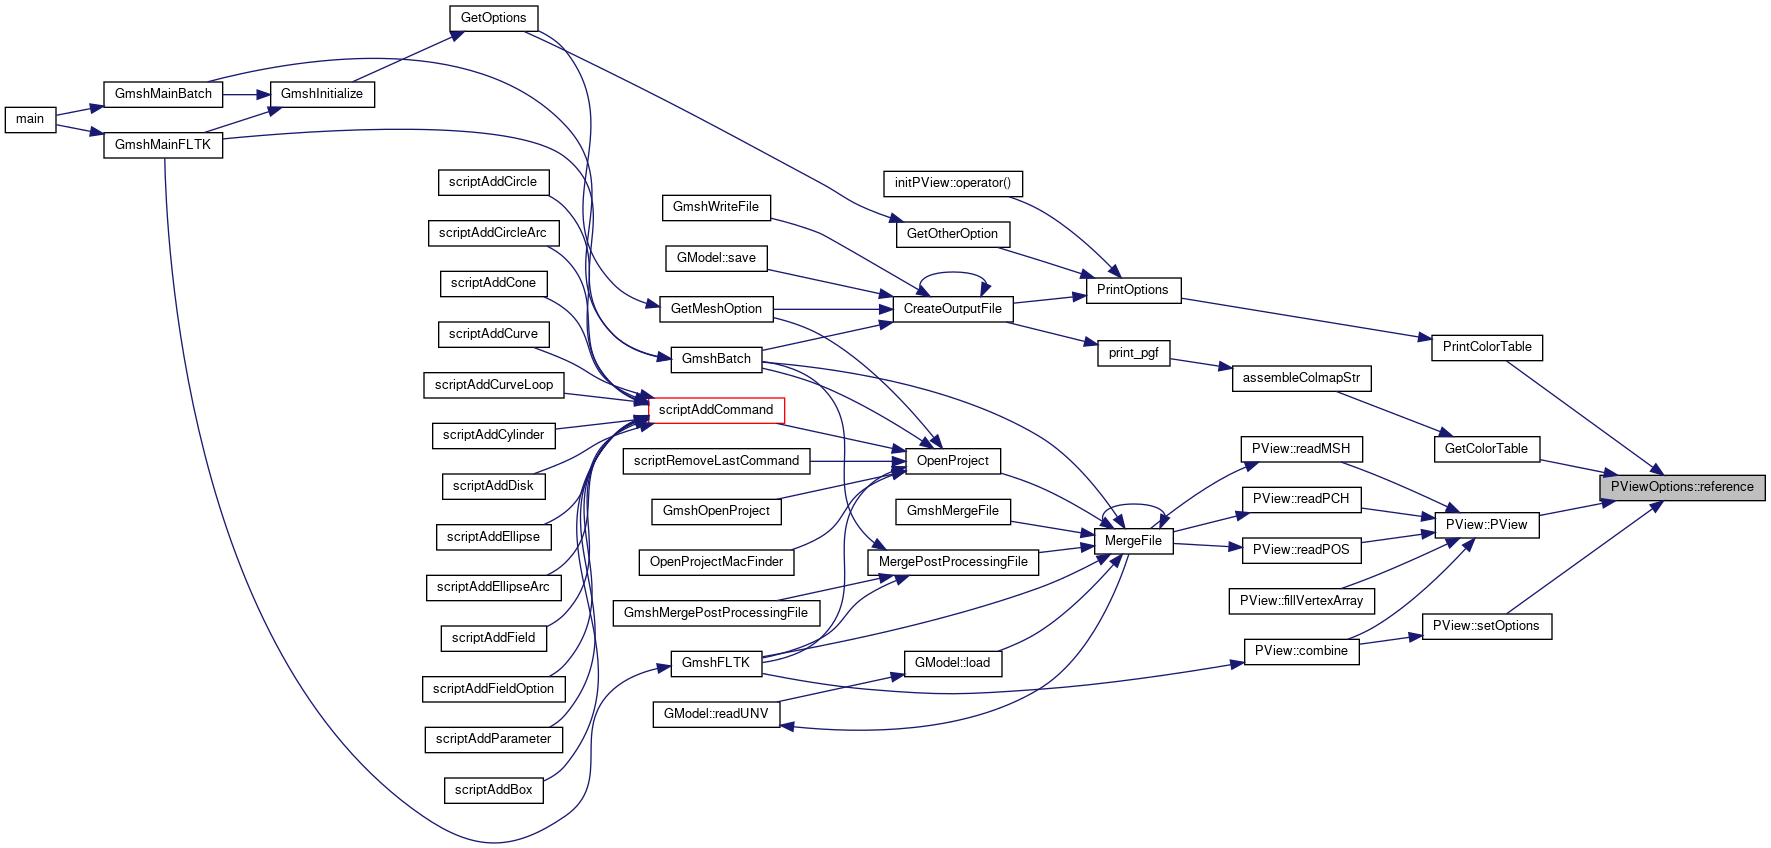 GetOptions
GmshMainBatch
GmshInitialize
main
GmshMainFLTK
scriptAddCircle
scriptAddCircleArc
scriptAddCone
scriptAddCurve
scriptAddCurveLoop
scriptAddCylinder
scriptAddDisk
scriptAddEllipse
scriptAddEllipseArc
scriptAddField
scriptAddFieldOption
scriptAddParameter
scriptAddBox
GmshWriteFile
GModel::save
GetMeshOption
GmshBatch
scriptAddCommand
scriptRemoveLastCommand
GmshOpenProject
OpenProjectMacFinder
GmshMergePostProcessingFile
GmshFLTK
GModel::readUNV
initPView::operator()
GetOtherOption
CreateOutputFile
OpenProject
GmshMergeFile
MergePostProcessingFile
GModel::load
PrintOptions
print_pgf
MergeFile
assembleColmapStr
PView::readMSH
PView::readPCH
PView::readPOS
PView::fillVertexArray
PView::combine
PrintColorTable
GetColorTable
PView::PView
PView::setOptions
PViewOptions::reference